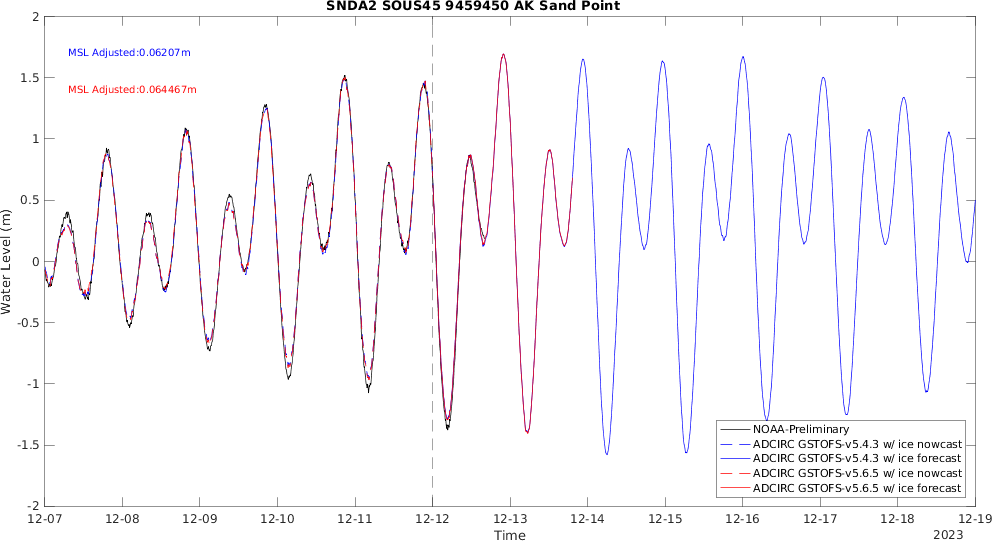 SNDA2 SOUS45 9459450 AK Sand Point
2
1.5
1
0.5
0
-0.5
-1
-1.5
-2
Water Level (m)
MSL Adjusted:0.06207m
MSL Adjusted:0.064467m
NOAA-Preliminary
ADCIRC GSTOFS-v5.4.3 w/ ice nowcast
ADCIRC GSTOFS-v5.4.3 w/ ice forecast
ADCIRC GSTOFS-v5.6.5 w/ ice nowcast
ADCIRC GSTOFS-v5.6.5 w/ ice forecast
12-07 12-08 12-09 12-10 12-11 12-12 12-13 12-14 12-15 12-16 12-17 12-18 12-19
Time
2023